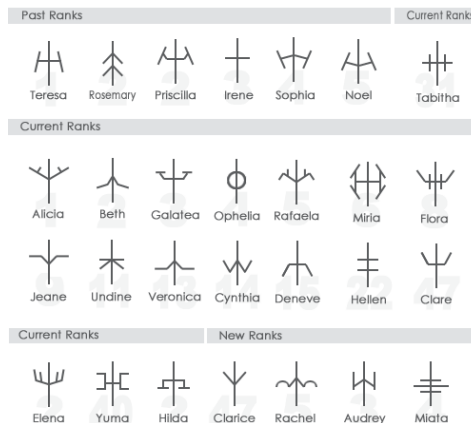 Past Ranks Current Ranks
Teresa Rosemary Priscilla Irene Sophia Noel Tabitha
Current Ranks
Alicia Beth Galatea Ophelia Rafaela Miria Flora
Jeane Undine Veronica Cynthia Deneve Hellen Clare
Current Ranks New Ranks
Elena Yuma Hilda Clarice Rachel Audrey Miata